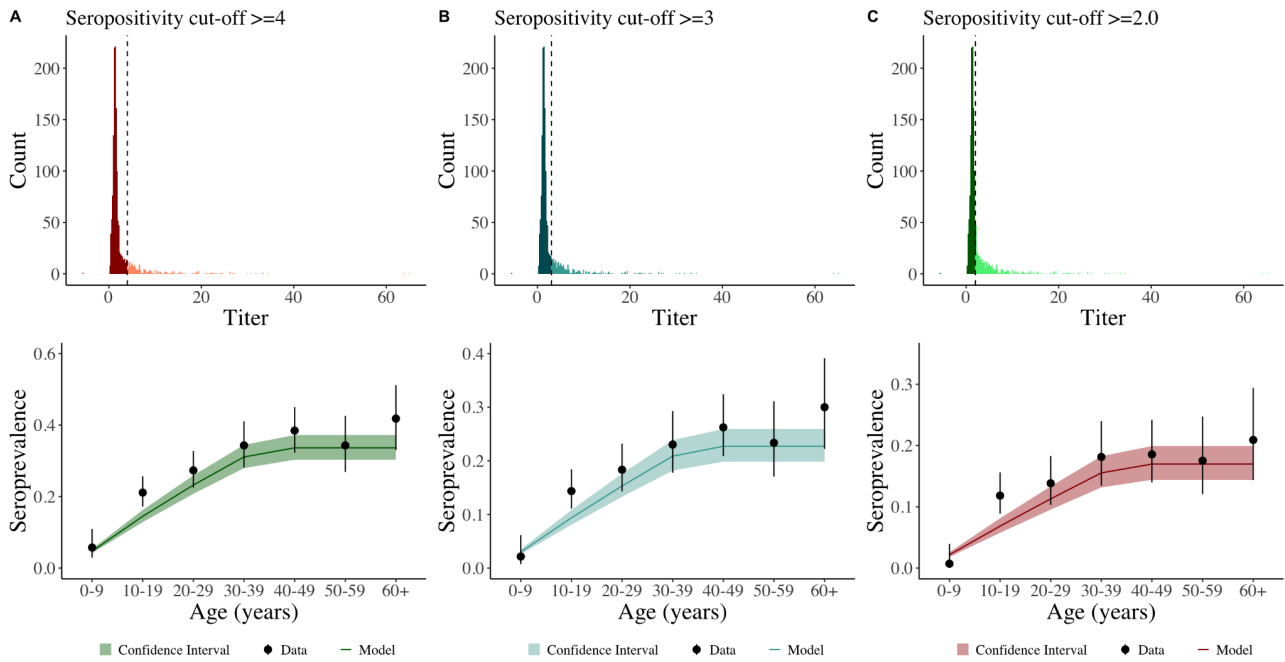 A
Seropositivity cut-off >=4
200
150
100
50
0
Count
0
20
40
60
Titer
B
Seropositivity cut-off >=3
200
150
100
50
0
Count
0
20
40
60
Titer
C
Seropositivity cut-off >=2.0
200
150
100
50
0
Count
0
20
40
60
Titer
0.6
0.4
0.2
0.0
Seroprevalence
0-9
10-19
20-29
30-39
40-49
50-59
60+
Age (years)
Confidence Interval
Data
Model
0.4
0.3
0.2
0.1
0.0
Seroprevalence
0-9
10-19
20-29
30-39
40-49
50-59
60+
Age (years)
Confidence Interval
Data
Model
0.3
0.2
0.1
0.0
Seroprevalence
0-9
10-19
20-29
30-39
40-49
50-59
60+
Age (years)
Confidence Interval
Data
Model